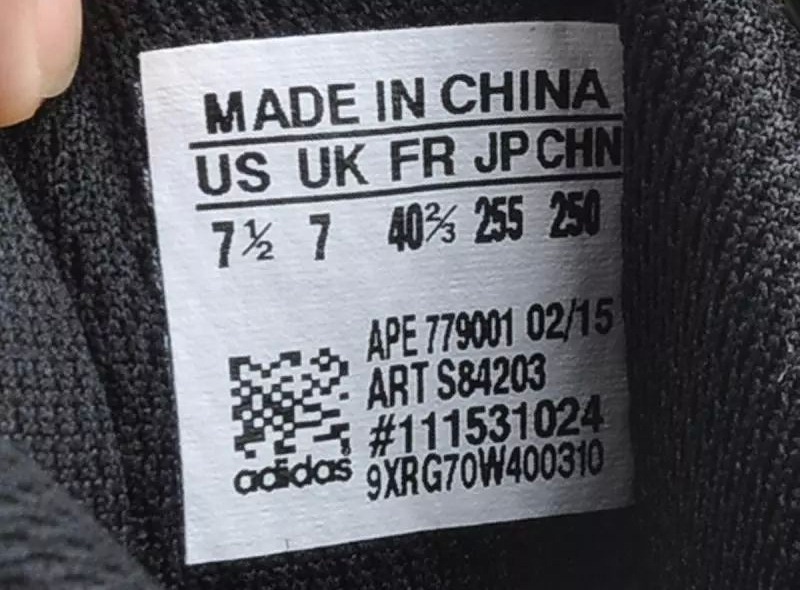 MADE IN CHINA
US UK FR JP CHN
7½ 7 40⅔ 255 250
APE 779001 02/15
ART S84203
#111531024
9XRG70W400310
adidas